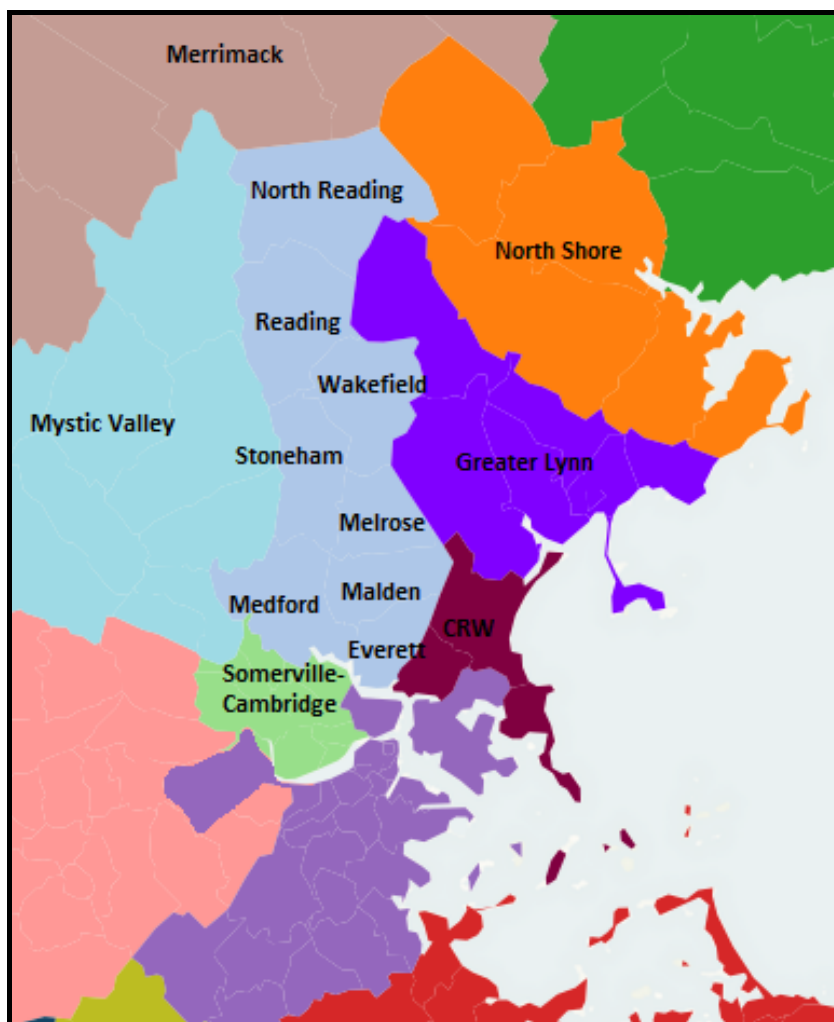 Merrimack
North Reading
North Shore
Reading
Wakefield
Mystic Valley
Stoneham
Greater Lynn
Melrose
Malden
Medford
CRW
Everett
Somerville-
Cambridge